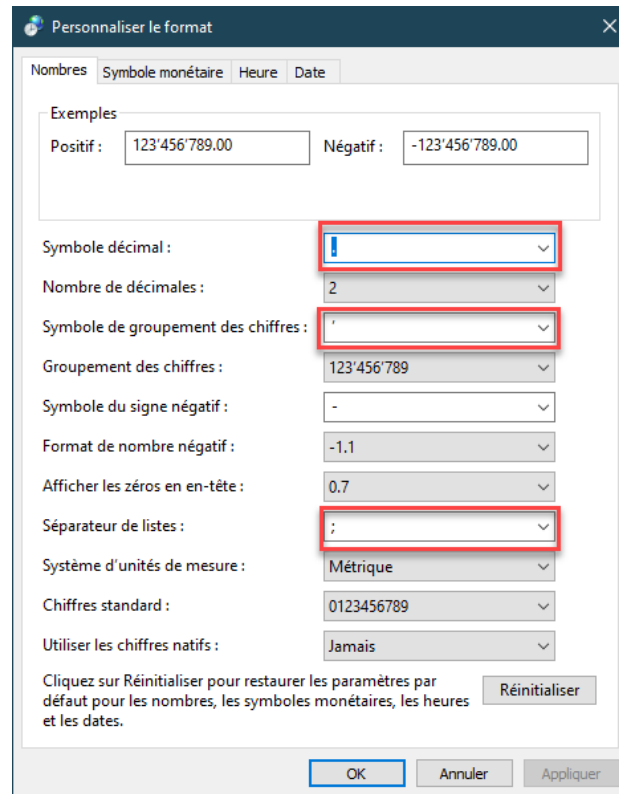 Personnaliser le format
Nombres Symbole monétaire Heure Date
Exemples
Positif : 123’456’789.00 Négatif : -123’456’789.00
Symbole décimal : .
Nombre de décimales : 2
Symbole de groupement des chiffres : ’
Groupement des chiffres : 123’456’789
Symbole du signe négatif : -
Format de nombre négatif : -1.1
Afficher les zéros en en-tête : 0.7
Séparateur de listes : ;
Système d’unités de mesure : Métrique
Chiffres standard : 0123456789
Utiliser les chiffres natifs : Jamais
Cliquez sur Réinitialiser pour restaurer les paramètres par
défaut pour les nombres, les symboles monétaires, les heures
et les dates.
Réinitialiser
OK Annuler Appliquer